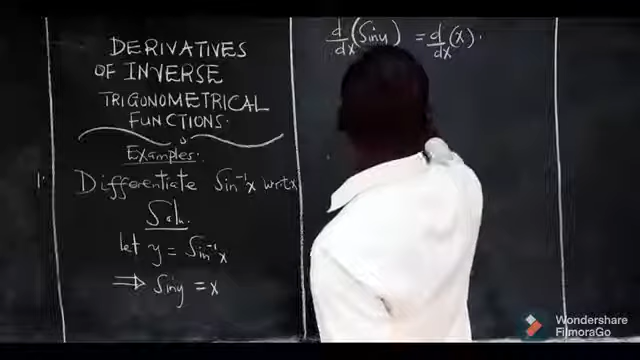 DERIVATIVES
OF INVERSE
TRIGONOMETRICAL
FUNCTIONS.
Examples.
1. Differentiate Sin⁻¹x wrt x
Soln.
let y = Sin⁻¹x
⇒ Siny = x
d/dx (Siny) = d/dx (x).
Wondershare
FilmoraGo